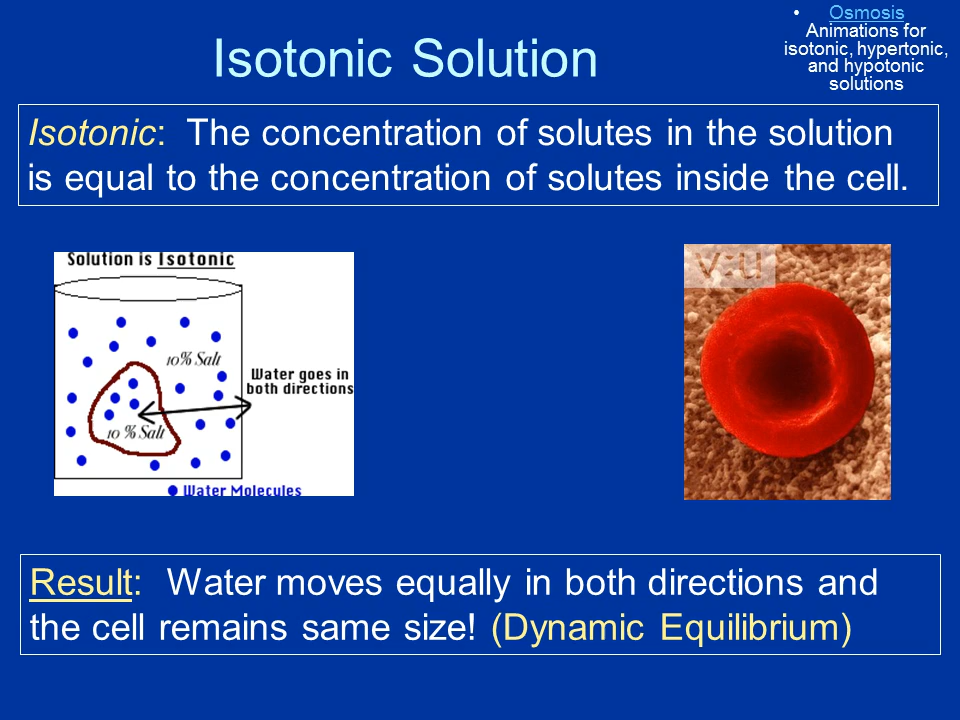 • Osmosis
Animations for
isotonic, hypertonic,
and hypotonic
solutions
Isotonic Solution
Isotonic: The concentration of solutes in the solution
is equal to the concentration of solutes inside the cell.
Solution is Isotonic
10% Salt
Water goes in
both directions
10 % Salt
Water Molecules
VU
Result: Water moves equally in both directions and
the cell remains same size! (Dynamic Equilibrium)